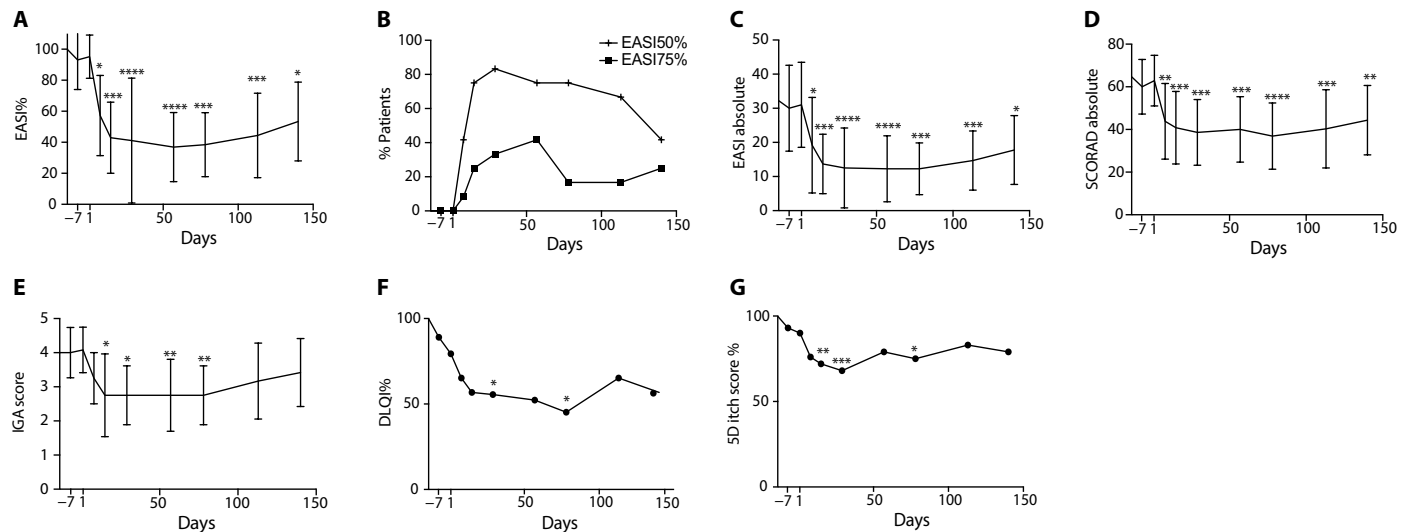 A
EASI%
100
80
60
40
20
0
*
***
****
****
***
***
*
−7 1 50 100 150
Days
B
% Patients
100
80
60
40
20
0
EASI50%
EASI75%
−7 1 50 100 150
Days
C
EASI absolute
50
40
30
20
10
0
*
***
****
****
***
***
*
−7 1 50 100 150
Days
D
SCORAD absolute
80
60
40
20
0
**
***
***
***
****
***
**
−7 1 50 100 150
Days
E
IGA score
5
4
3
2
1
0
*
*
**
**
−7 1 50 100 150
Days
F
DLQI%
100
50
0
*
*
−7 1 50 100 150
Days
G
5D itch score %
100
50
0
**
***
*
−7 1 50 100 150
Days